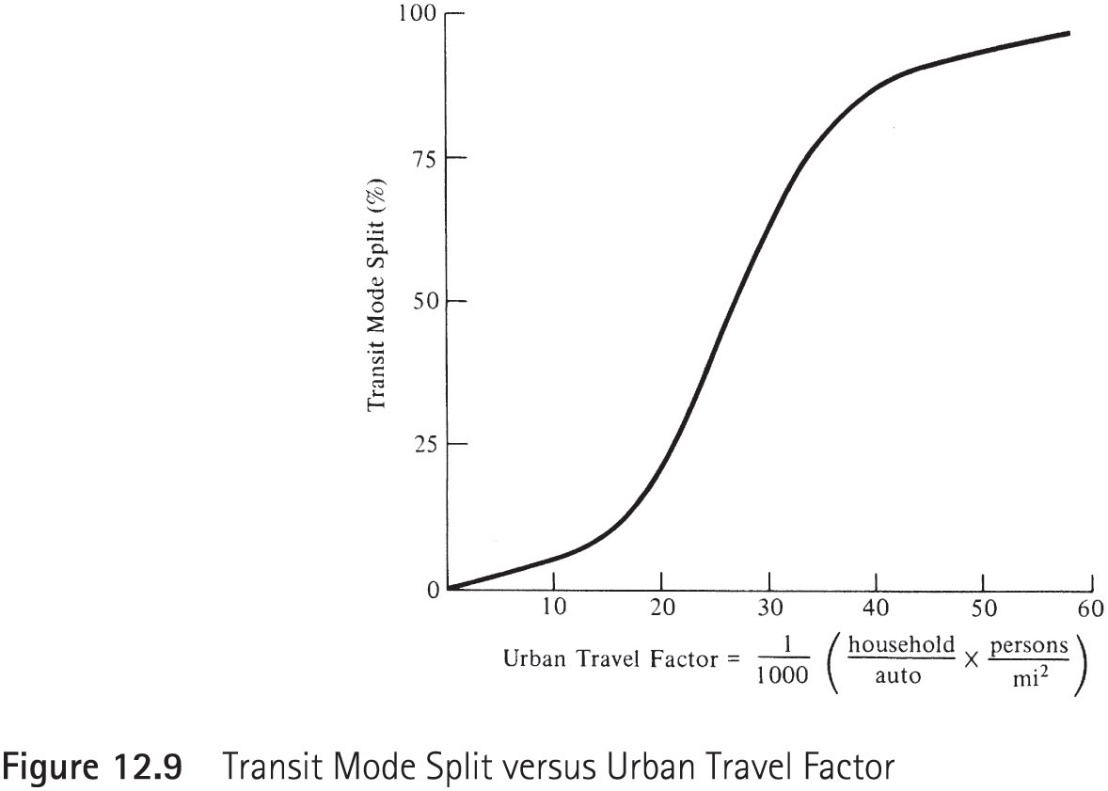 100
75
50
25
0
Transit Mode Split (%)
10 20 30 40 50 60
Urban Travel Factor = 1/1000 (household/auto × persons/mi²)
Figure 12.9 Transit Mode Split versus Urban Travel Factor